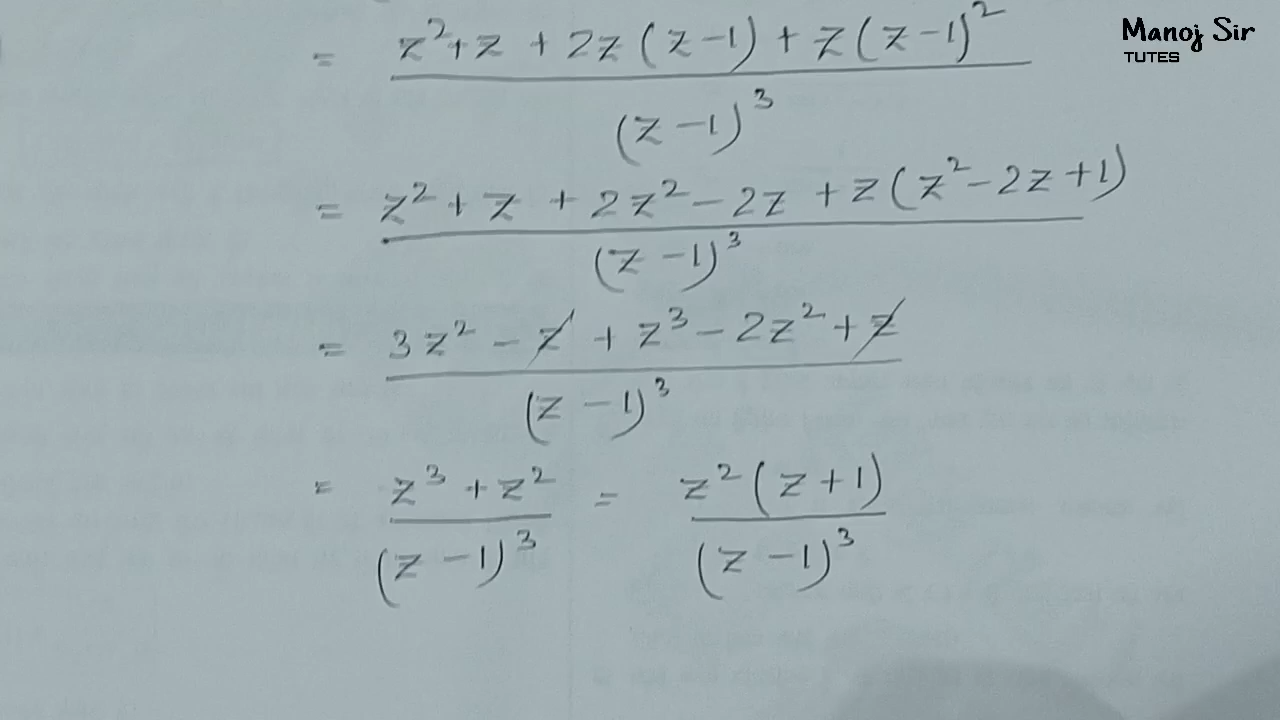 Manoj Sir
TUTES
= z²+z + 2z(z-1) + z(z-1)²
(z-1)³
= z² + z + 2z² - 2z + z(z² - 2z + 1)
(z-1)³
= 3z² - z + z³ - 2z² + z
(z-1)³
= z³ + z² = z²(z+1)
(z-1)³ (z-1)³